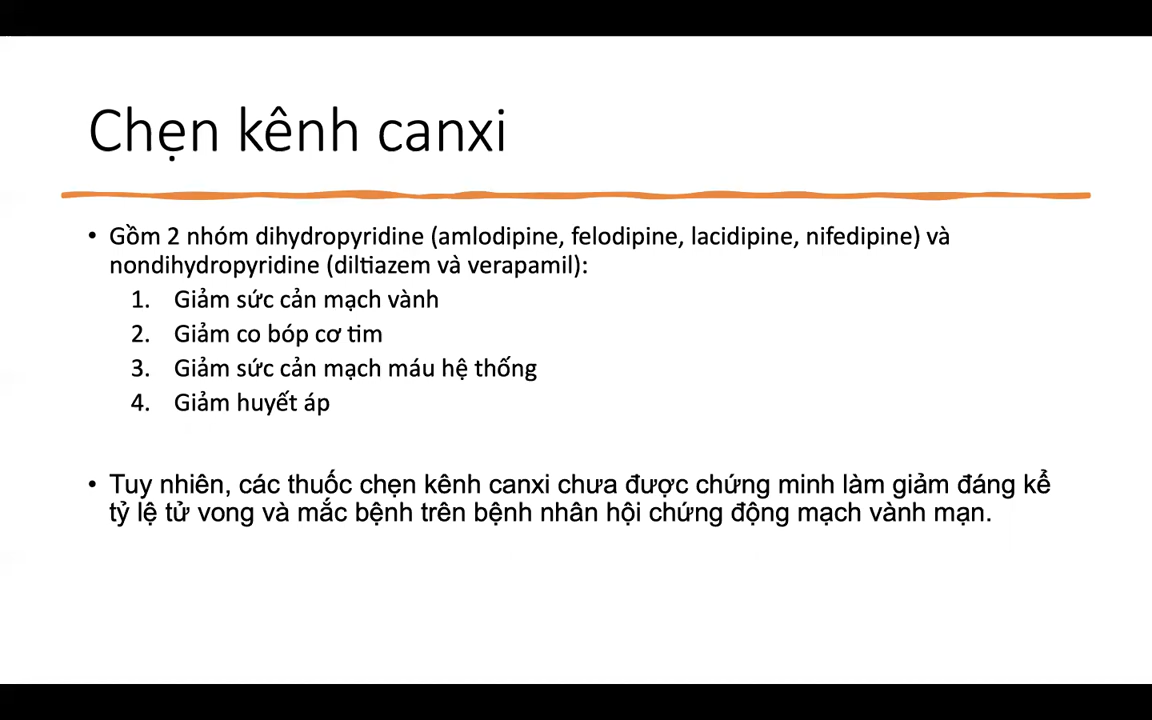 Chẹn kênh canxi
• Gồm 2 nhóm dihydropyridine (amlodipine, felodipine, lacidipine, nifedipine) và
nondihydropyridine (diltiazem và verapamil):
1. Giảm sức cản mạch vành
2. Giảm co bóp cơ tim
3. Giảm sức cản mạch máu hệ thống
4. Giảm huyết áp
• Tuy nhiên, các thuốc chẹn kênh canxi chưa được chứng minh làm giảm đáng kể
tỷ lệ tử vong và mắc bệnh trên bệnh nhân hội chứng động mạch vành mạn.